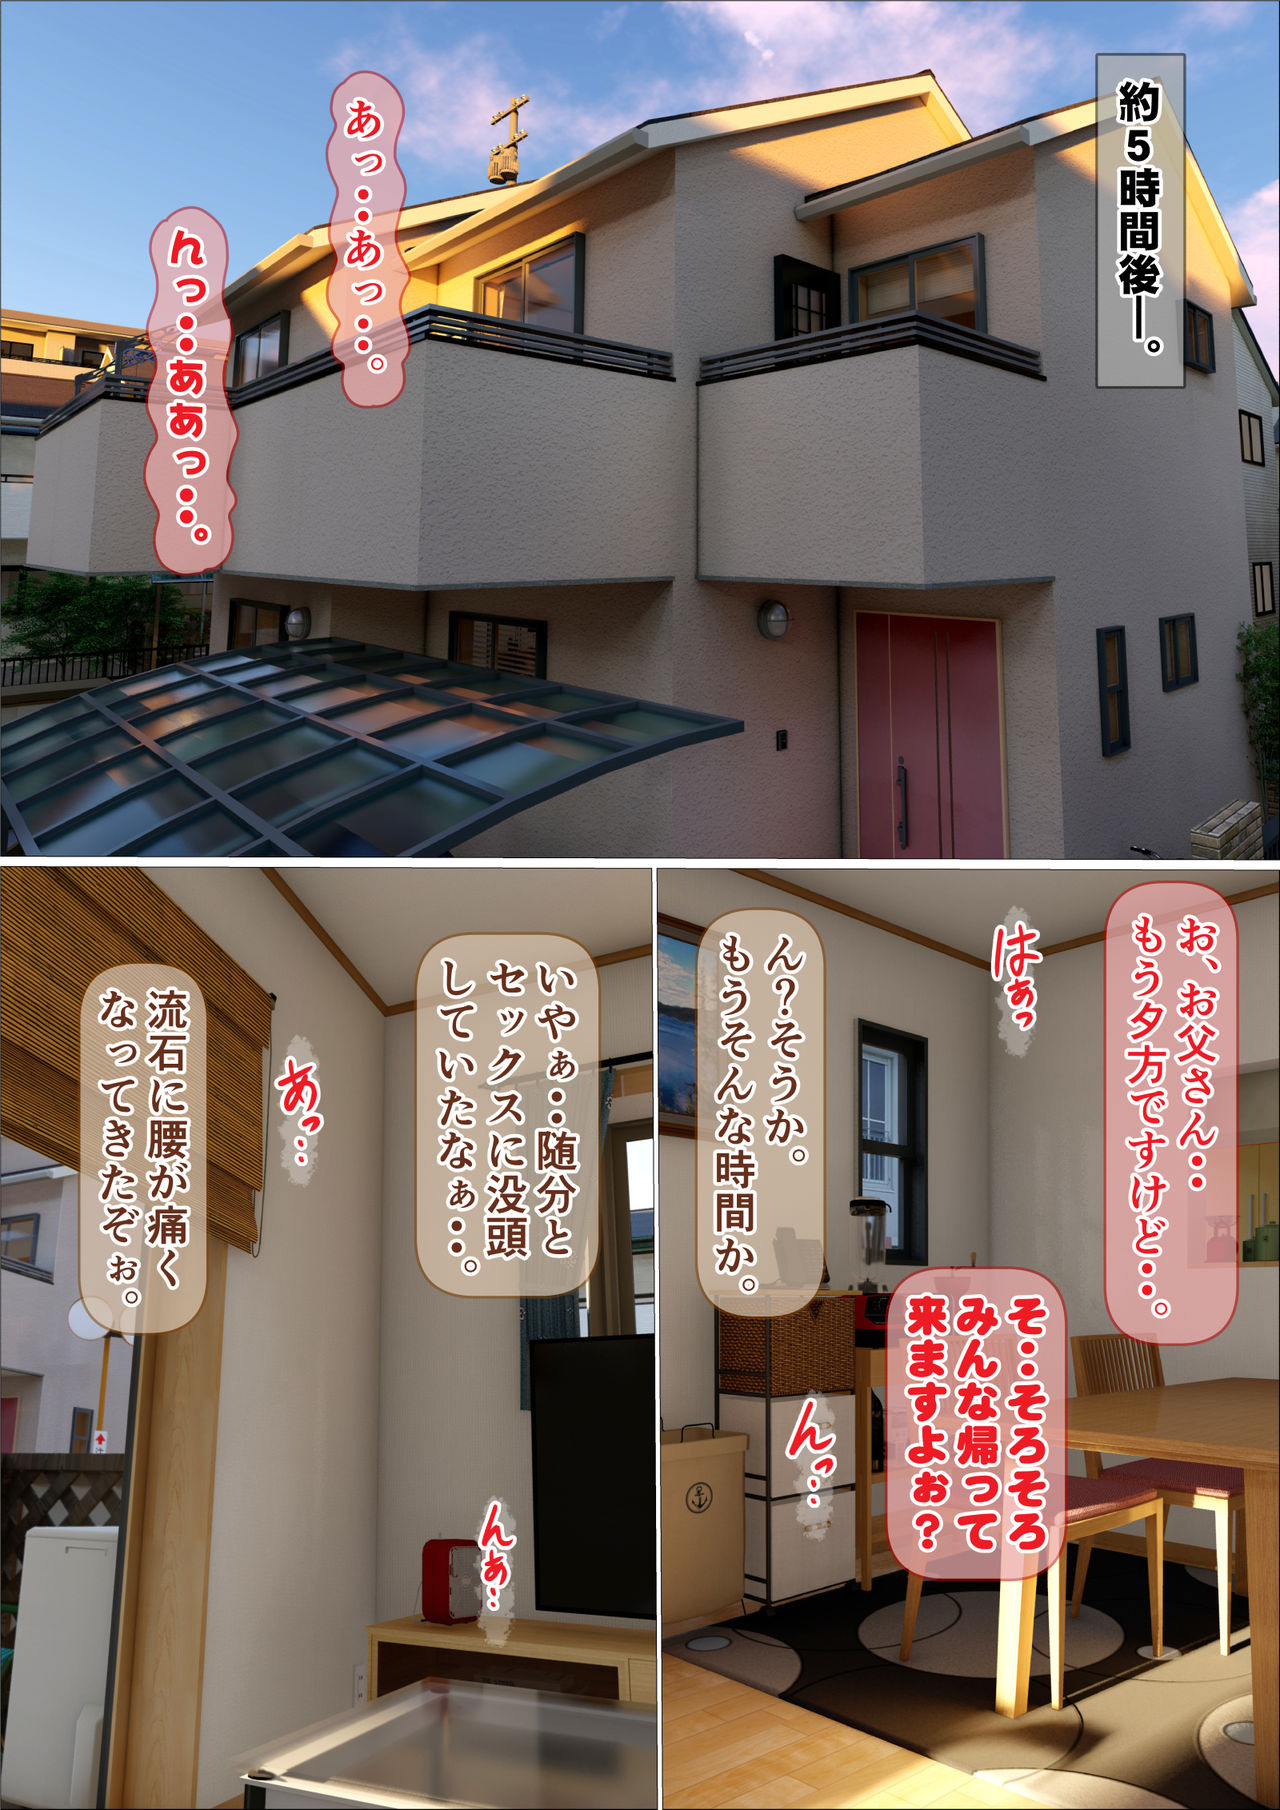 約5時間後―。
あっ・・・あっ・・・。
んっ・・・ああっ・・・。
お、お父さん・・
もう夕方ですけど・・・。
はぁっ
そ・・・そろそろ
みんな帰って
来ますよぉ?
ん?そうか。
もうそんな時間か。
んっ・・・
いやぁ・・・随分と
セックスに没頭
していたなぁ・・・。
んぁ・・・
あっ・・・
流石に腰が痛く
なってきたぞぉ。